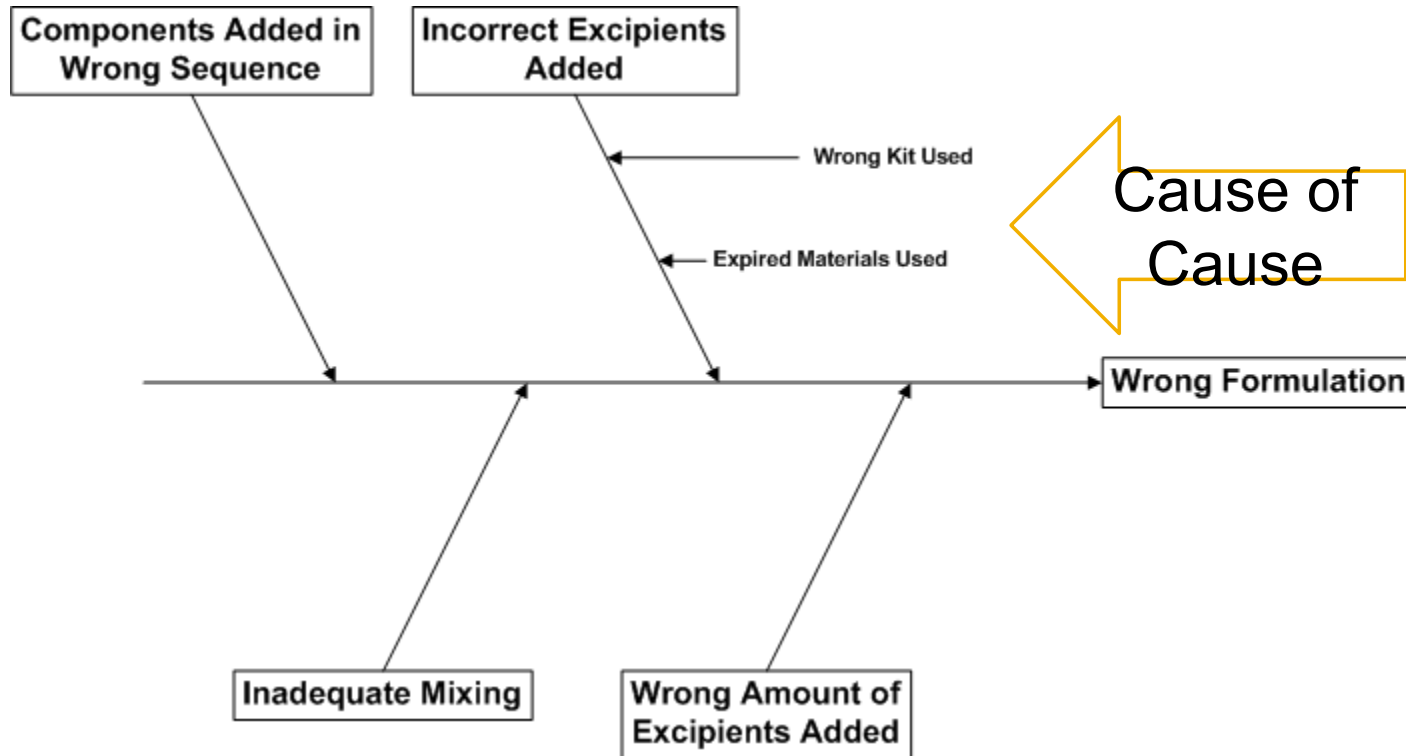 Components Added in
Wrong Sequence
Incorrect Excipients
Added
Wrong Kit Used
Expired Materials Used
Cause of
Cause
Wrong Formulation
Inadequate Mixing
Wrong Amount of
Excipients Added